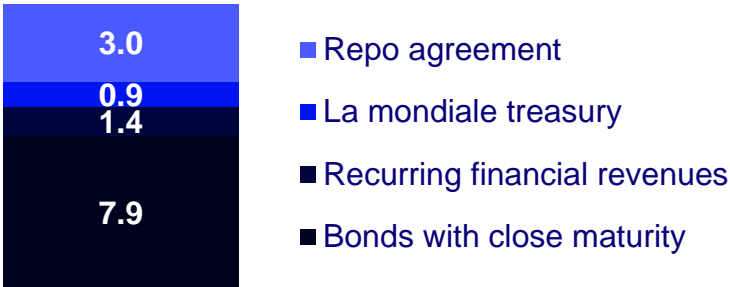 3.0
0.9
1.4
7.9
Repo agreement
La mondiale treasury
Recurring financial revenues
Bonds with close maturity